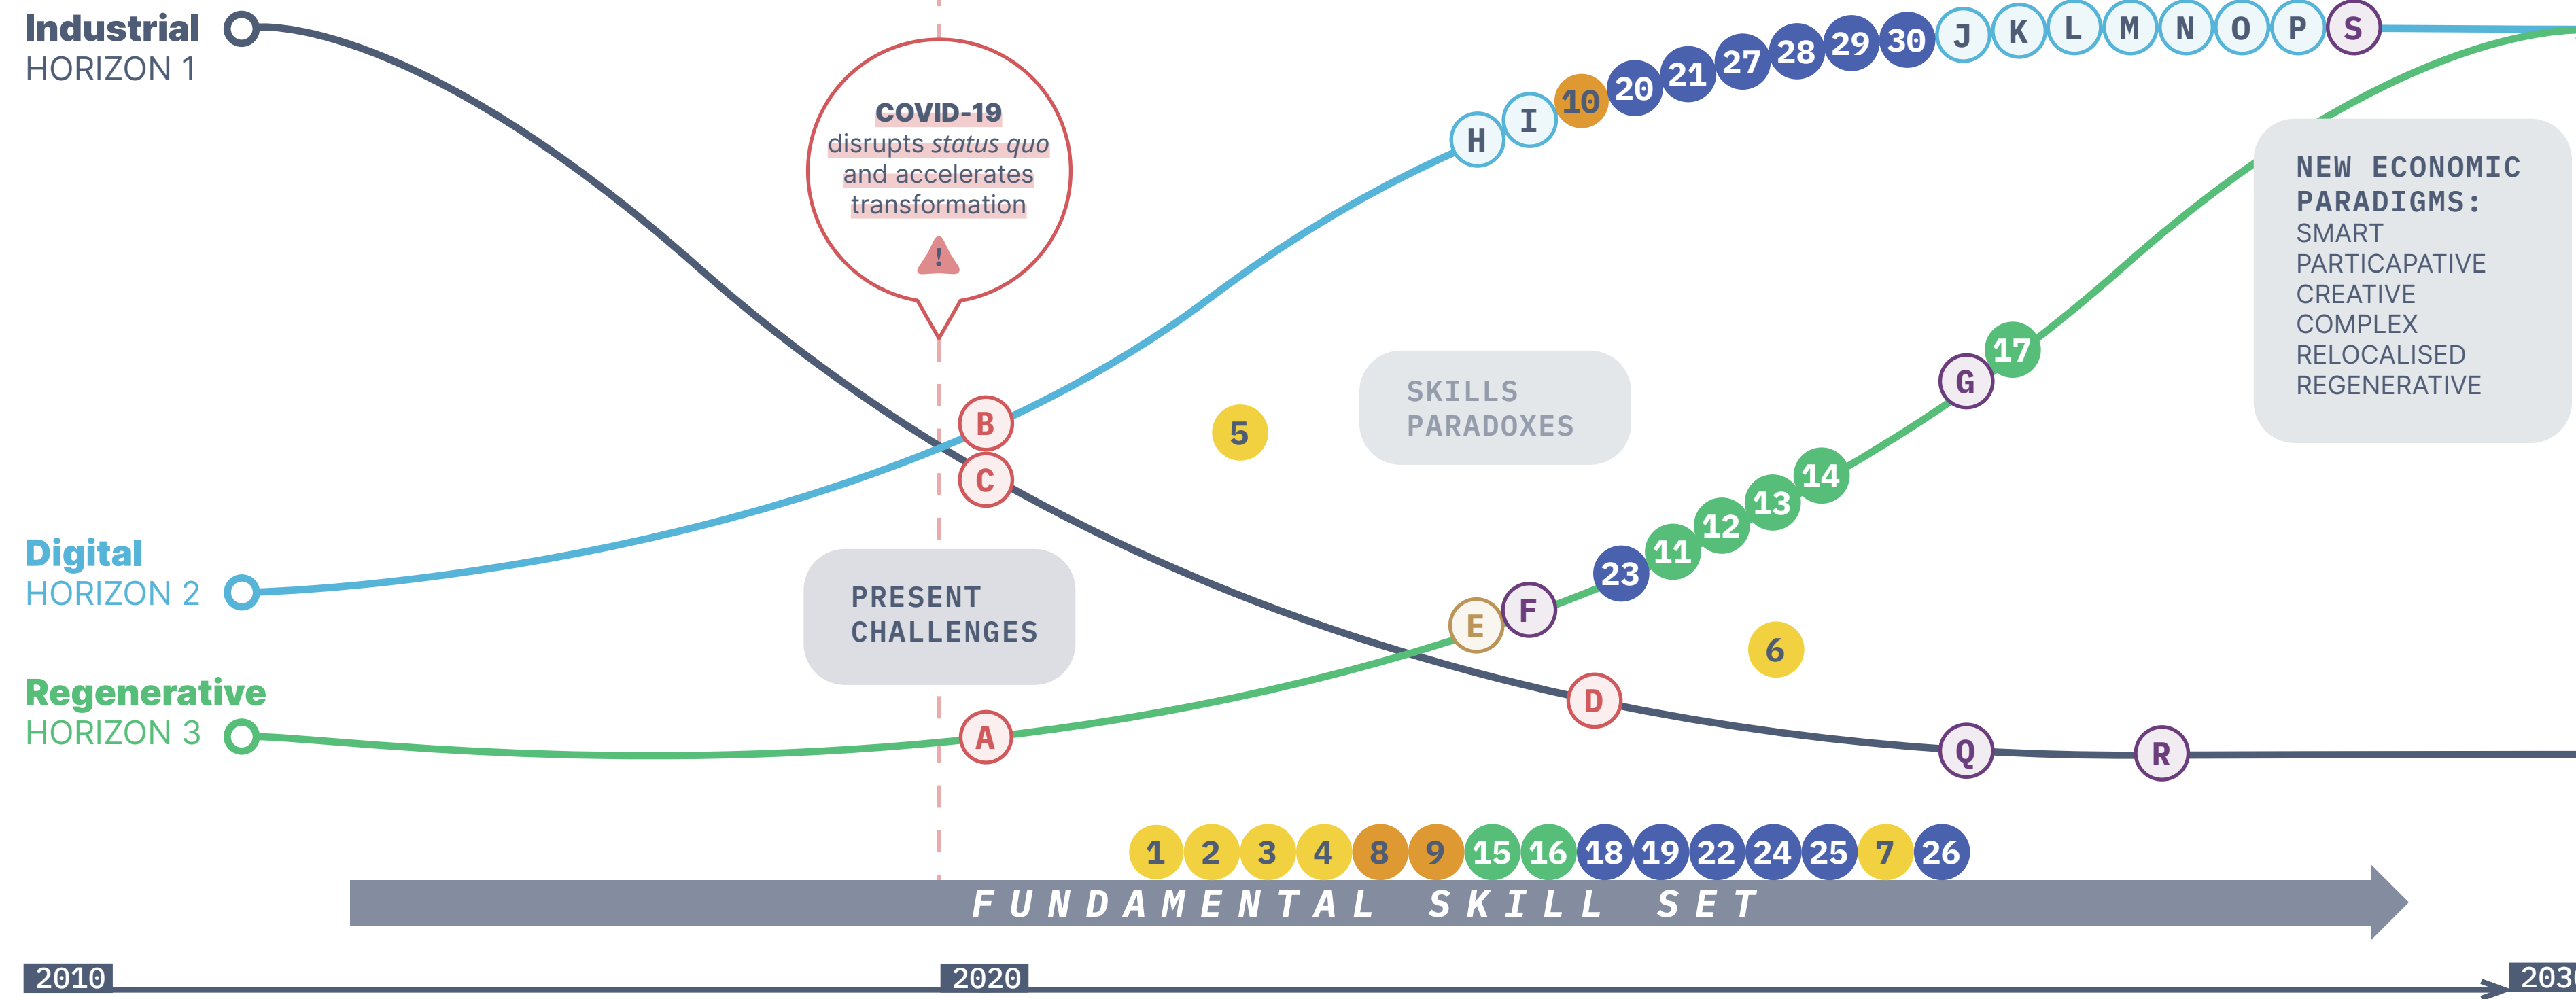 Industrial
HORIZON 1
COVID-19
disrupts status quo
and accelerates
transformation
!
H I 10 20 21 27 28 29 30 J K L M N O P S
NEW ECONOMIC
PARADIGMS:
SMART
PARTICAPATIVE
CREATIVE
COMPLEX
RELOCALISED
REGENERATIVE
B
C
5
SKILLS
PARADOXES
G 17
Digital
HORIZON 2
PRESENT
CHALLENGES
E F 23 11 12 13 14
6
Regenerative
HORIZON 3
A
D
Q
R
1 2 3 4 8 9 15 16 18 19 22 24 25 7 26
FUNDAMENTAL SKILL SET
2010
2020